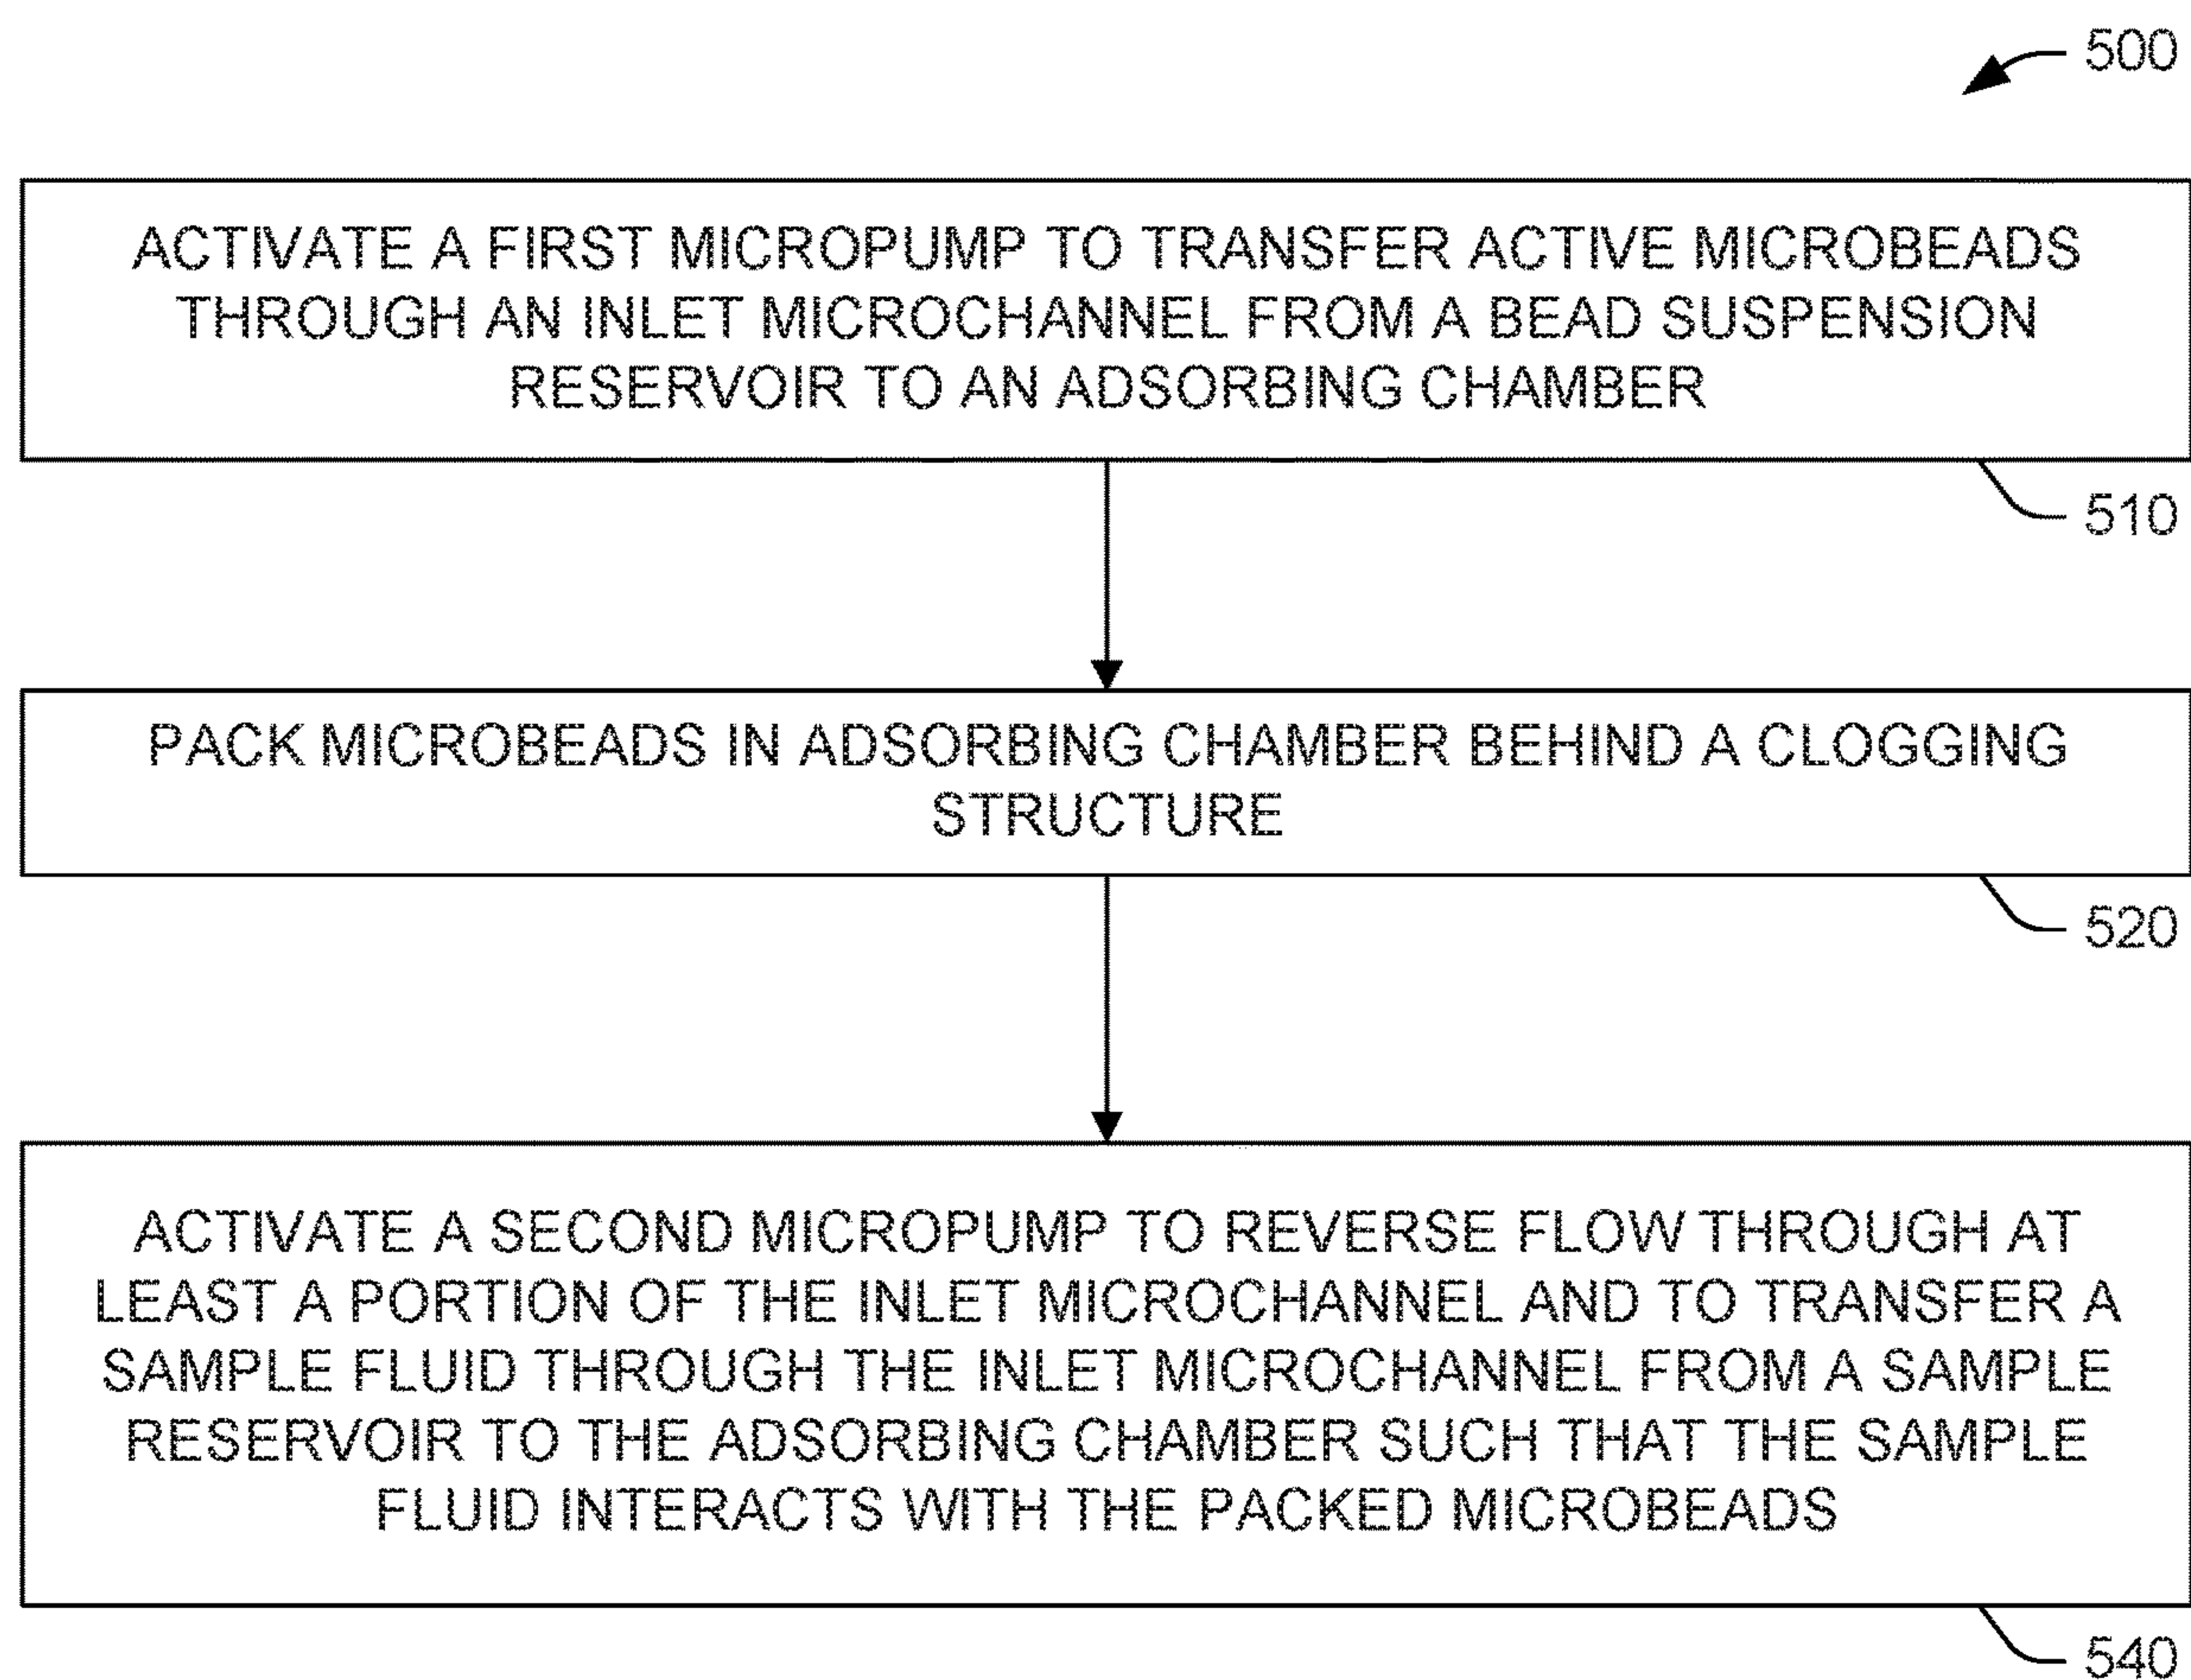 500
ACTIVATE A FIRST MICROPUMP TO TRANSFER ACTIVE MICROBEADS
THROUGH AN INLET MICROCHANNEL FROM A BEAD SUSPENSION
RESERVOIR TO AN ADSORBING CHAMBER
510
PACK MICROBEADS IN ADSORBING CHAMBER BEHIND A CLOGGING
STRUCTURE
520
ACTIVATE A SECOND MICROPUMP TO REVERSE FLOW THROUGH AT
LEAST A PORTION OF THE INLET MICROCHANNEL AND TO TRANSFER A
SAMPLE FLUID THROUGH THE INLET MICROCHANNEL FROM A SAMPLE
RESERVOIR TO THE ADSORBING CHAMBER SUCH THAT THE SAMPLE
FLUID INTERACTS WITH THE PACKED MICROBEADS
540